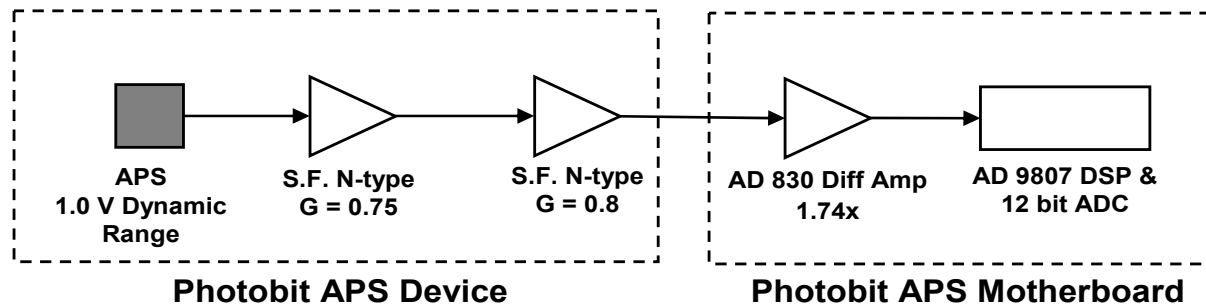 APS
1.0 V Dynamic
Range
S.F. N-type
G = 0.75
S.F. N-type
G = 0.8
AD 830 Diff Amp
1.74x
AD 9807 DSP &
12 bit ADC
Photobit APS Device
Photobit APS Motherboard